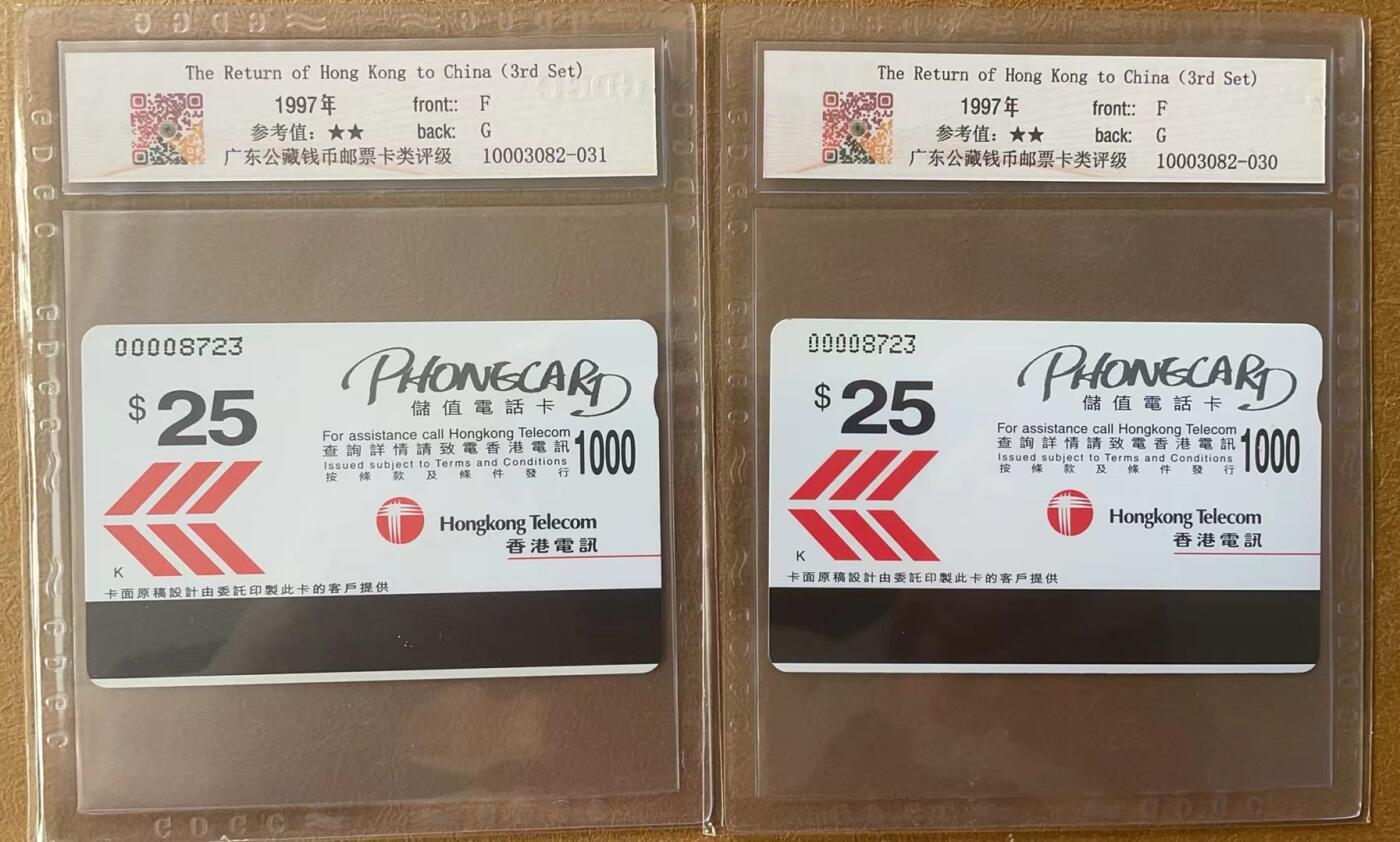 The Return of Hong Kong to China (3rd Set)
1997年 front:: F
参考值: ★★ back: G
广东公藏钱币邮票卡类评级 10003082-031
00008723
PHONECARD
$25
儲值電話卡
For assistance call Hongkong Telecom
查詢詳情請致電香港電訊
1000
Issued subject to Terms and Conditions
按條款及條件發行
Hongkong Telecom
香港電訊
K
卡面原稿設計由委託印製此卡的客戶提供
The Return of Hong Kong to China (3rd Set)
1997年 front:: F
参考值: ★★ back: G
广东公藏钱币邮票卡类评级 10003082-030
00008723
PHONECARD
$25
儲值電話卡
For assistance call Hongkong Telecom
查詢詳情請致電香港電訊
1000
Issued subject to Terms and Conditions
按條款及條件發行
Hongkong Telecom
香港電訊
K
卡面原稿設計由委託印製此卡的客戶提供
GDCC